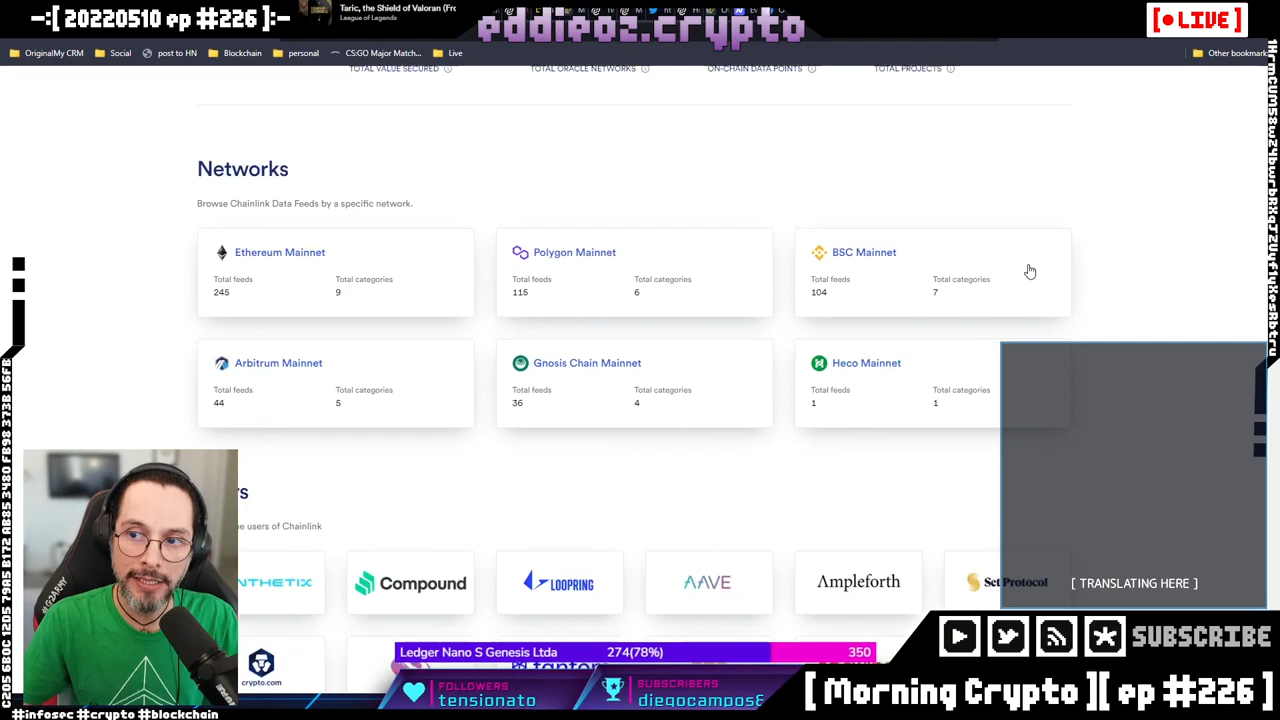 -:[ 20220510 ep #226 ]:-
Taric, the Shield of Valoran (Fr
League of Legends
eddieoz.crypto
[ LIVE ]
OriginalMy CRM
Social
post to HN
Blockchain
personal
CS:GO Major Match...
Live
Other bookmark
TOTAL VALUE SECURED
TOTAL ORACLE NETWORKS
ON-CHAIN DATA POINTS
TOTAL PROJECTS
Networks
Browse Chainlink Data Feeds by a specific network.
Ethereum Mainnet
Total feeds
Total categories
245
9
Polygon Mainnet
Total feeds
Total categories
115
6
BSC Mainnet
Total feeds
Total categories
104
7
Arbitrum Mainnet
Total feeds
Total categories
44
5
Gnosis Chain Mainnet
Total feeds
Total categories
36
4
Heco Mainnet
Total feeds
Total categories
1
1
rs
he users of Chainlink
NTHETIX
Compound
LOOPRING
AAVE
Ampleforth
Set Protocol
[ TRANSLATING HERE ]
crypto.com
Ledger Nano S Genesis Ltda
274(78%)
350
FOLLOWERS
tensionato
SUBSCRIBERS
diegocampos8
SUBSCRIBE
[ Morning Crypto ][ ep #226 ]
#infosec #crypto #blockchain
#G2ARMY